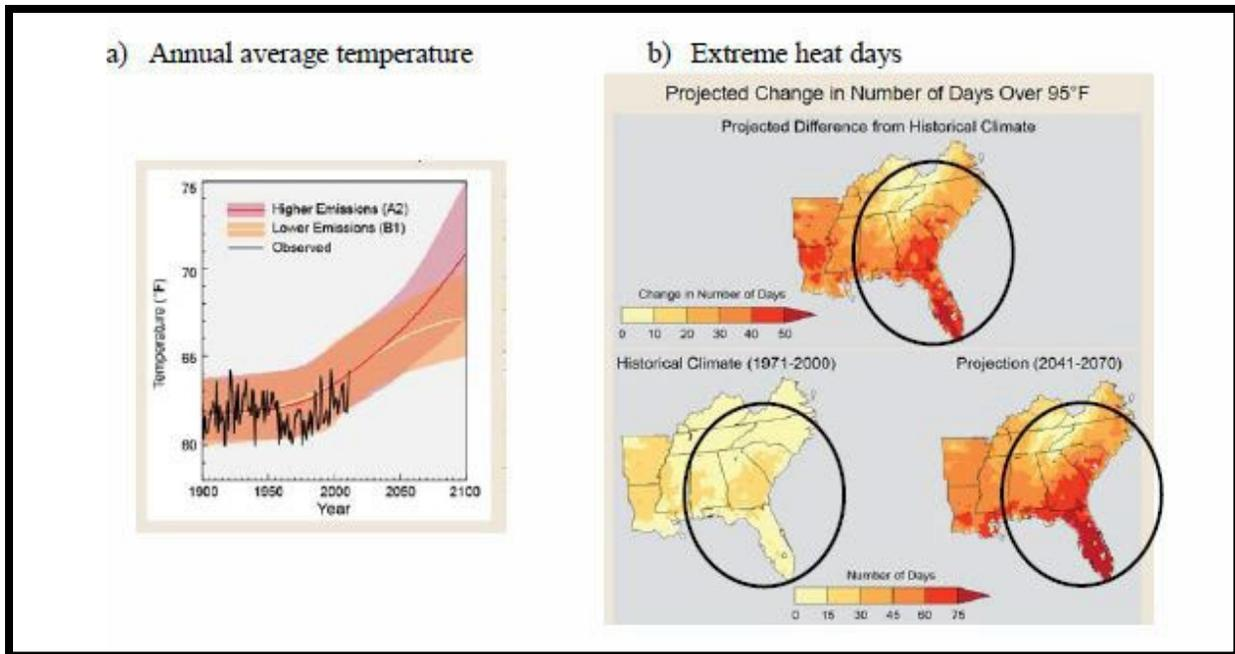 a) Annual average temperature
75
70
65
60
Temperature (°F)
Higher Emissions (A2)
Lower Emissions (B1)
Observed
1900 1950 2000 2050 2100
Year
b) Extreme heat days
Projected Change in Number of Days Over 95°F
Projected Difference from Historical Climate
Change in Number of Days
0 10 20 30 40 50
Historical Climate (1971-2000)
Projection (2041-2070)
Number of Days
0 15 30 45 60 75